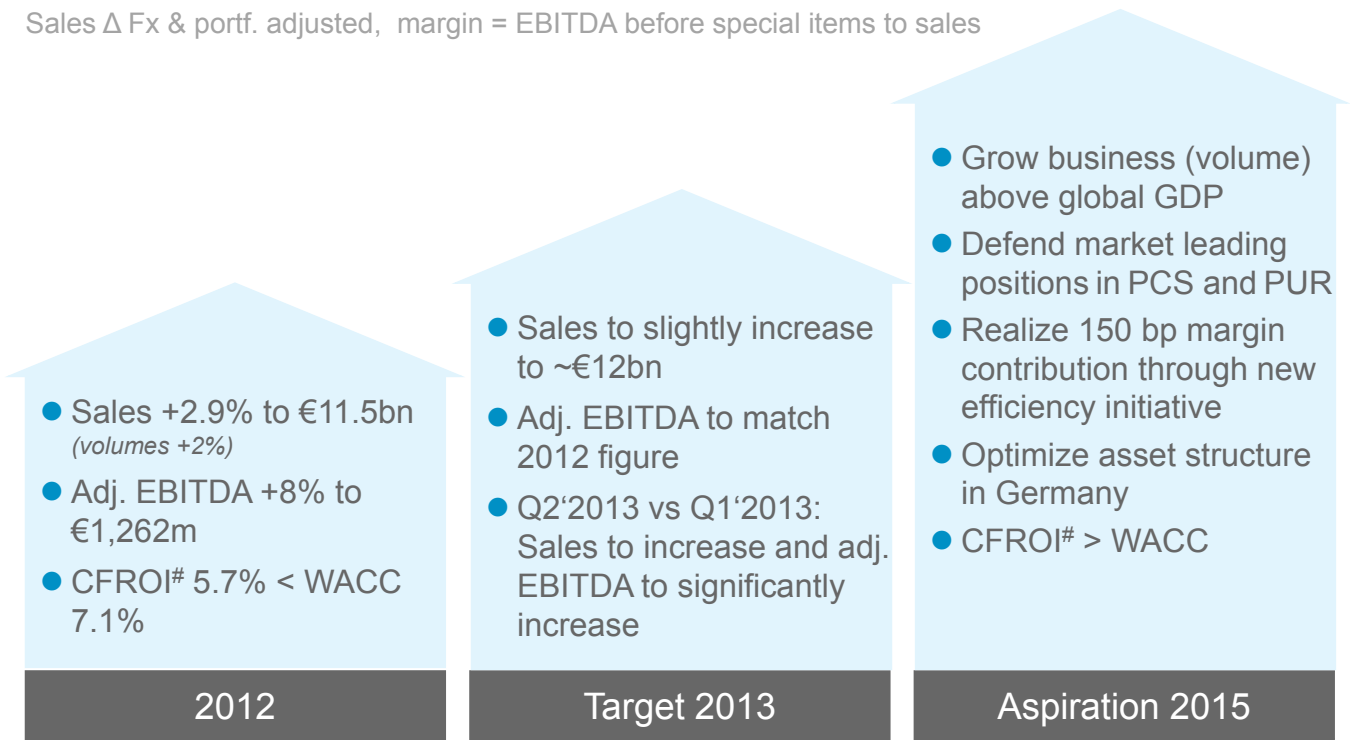 Sales Δ Fx & portf. adjusted, margin = EBITDA before special items to sales
● Sales +2.9% to €11.5bn
(volumes +2%)
● Adj. EBITDA +8% to
€1,262m
● CFROI# 5.7% < WACC
7.1%
2012
● Sales to slightly increase
to ~€12bn
● Adj. EBITDA to match
2012 figure
● Q2‘2013 vs Q1‘2013:
Sales to increase and adj.
EBITDA to significantly
increase
Target 2013
● Grow business (volume)
above global GDP
● Defend market leading
positions in PCS and PUR
● Realize 150 bp margin
contribution through new
efficiency initiative
● Optimize asset structure
in Germany
● CFROI# > WACC
Aspiration 2015